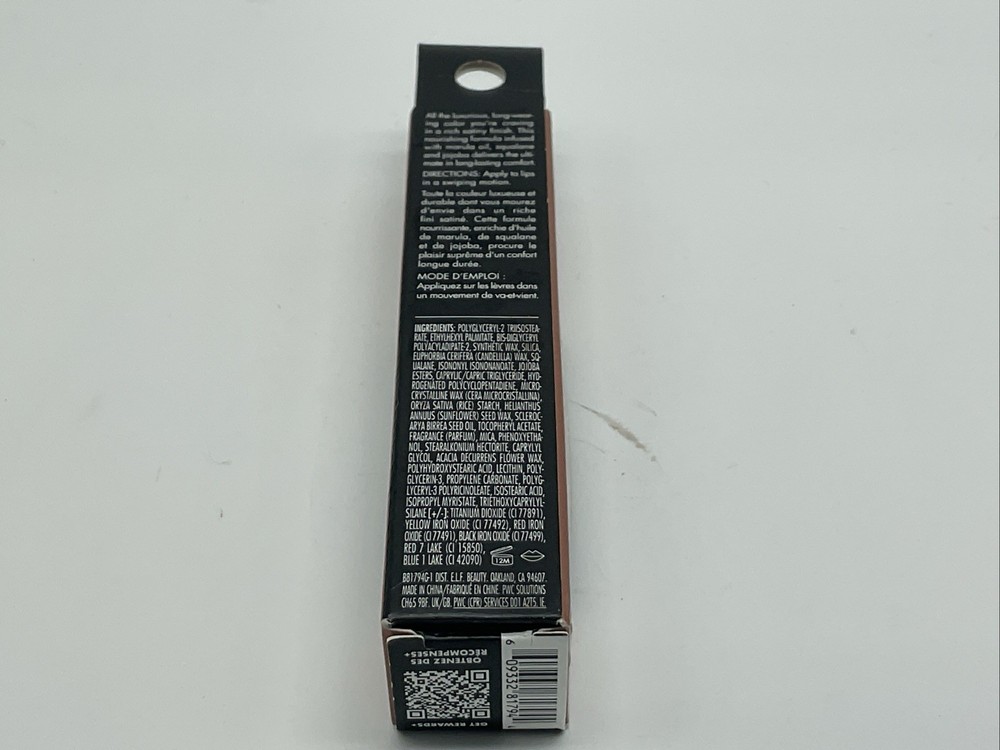 All the luxurious, long-wear-
ing color you're craving
in a rich satiny finish. This
nourishing formula infused
with marula oil, squalane
and jojoba delivers the ulti-
mate in long-lasting comfort.
DIRECTIONS: Apply to lips
in a swiping motion.
Toute la couleur luxueuse et
durable dont vous mourez
d'envie dans un riche
fini satiné. Cette formule
nourrissante, enrichie d'huile
de marula, de squalane
et de jojoba, procure le
plaisir suprême d'un confort
longue durée.
MODE D'EMPLOI :
Appliquez sur les lèvres dans
un mouvement de va-et-vient.
INGREDIENTS: POLYGLYCERYL-2 TRIISOSTEA-
RATE, ETHYLHEXYL PALMITATE, BIS-DIGLYCERYL
POLYACYLADIPATE-2, SYNTHETIC WAX, SILICA,
EUPHORBIA CERIFERA (CANDELILLA) WAX, SQ-
UALANE, ISONONYL ISONONANOATE, JOJOBA
ESTERS, CAPRYLIC/CAPRIC TRIGLYCERIDE, HYD-
ROGENATED POLYCYCLOPENTADIENE, MICRO-
CRYSTALLINE WAX (CERA MICROCRISTALLINA),
ORYZA SATIVA (RICE) STARCH, HELIANTHUS
ANNUUS (SUNFLOWER) SEED WAX, SCLEROC-
ARYA BIRREA SEED OIL, TOCOPHERYL ACETATE,
FRAGRANCE (PARFUM), MICA, PHENOXYETHA-
NOL, STEARALKONIUM HECTORITE, CAPRYLYL
GLYCOL, ACACIA DECURRENS FLOWER WAX,
POLYHYDROXYSTEARIC ACID, LECITHIN, POLY-
GLYCERIN-3, PROPYLENE CARBONATE, POLYG-
LYCERYL-3 POLYRICINOLEATE, ISOSTEARIC ACID,
ISOPROPYL MYRISTATE, TRIETHOXYCAPRYLYL-
SILANE [+/-]: TITANIUM DIOXIDE (CI 77891),
YELLOW IRON OXIDE (CI 77492), RED IRON
OXIDE (CI 77491), BLACK IRON OXIDE (CI 77499),
RED 7 LAKE (CI 15850),
BLUE 1 LAKE (CI 42090)
12M
BB1794G-1 DIST. E.L.F. BEAUTY. OAKLAND, CA 94607.
MADE IN CHINA/FABRIQUÉ EN CHINE. PWC SOLUTIONS
CH65 9BF. UK/GB. PWC (CPR) SERVICES D01 A2T5. IE.
OBTENEZ DES
RÉCOMPENSES+
GET REWARDS+
6 09332 81794